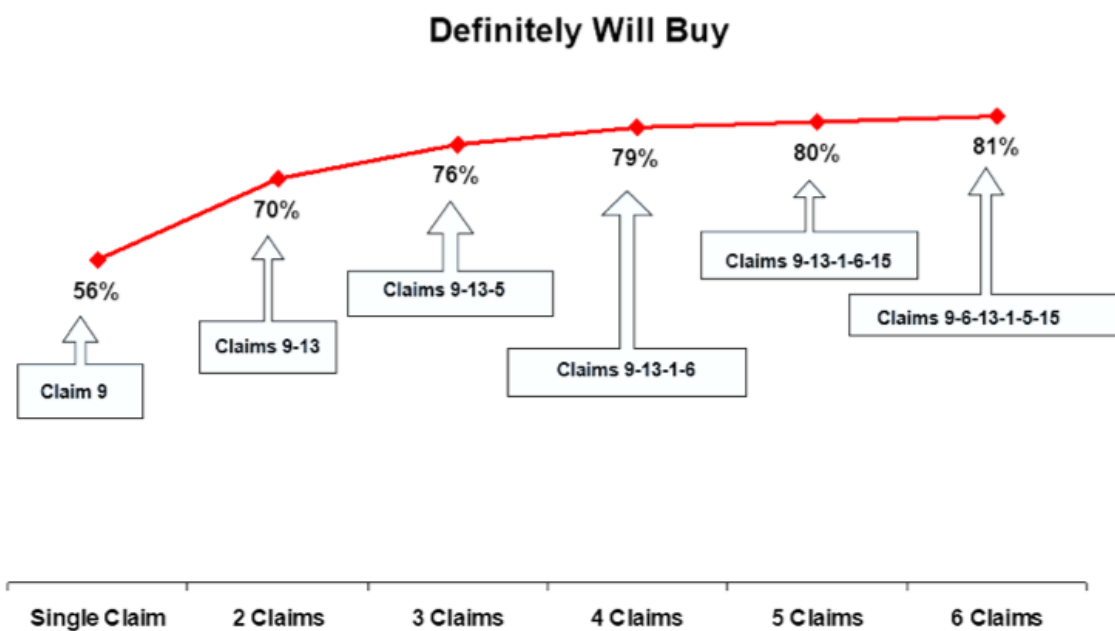 Definitely Will Buy
56%
70%
76%
79%
80%
81%
Claim 9
Claims 9-13
Claims 9-13-5
Claims 9-13-1-6
Claims 9-13-1-6-15
Claims 9-6-13-1-5-15
Single Claim
2 Claims
3 Claims
4 Claims
5 Claims
6 Claims